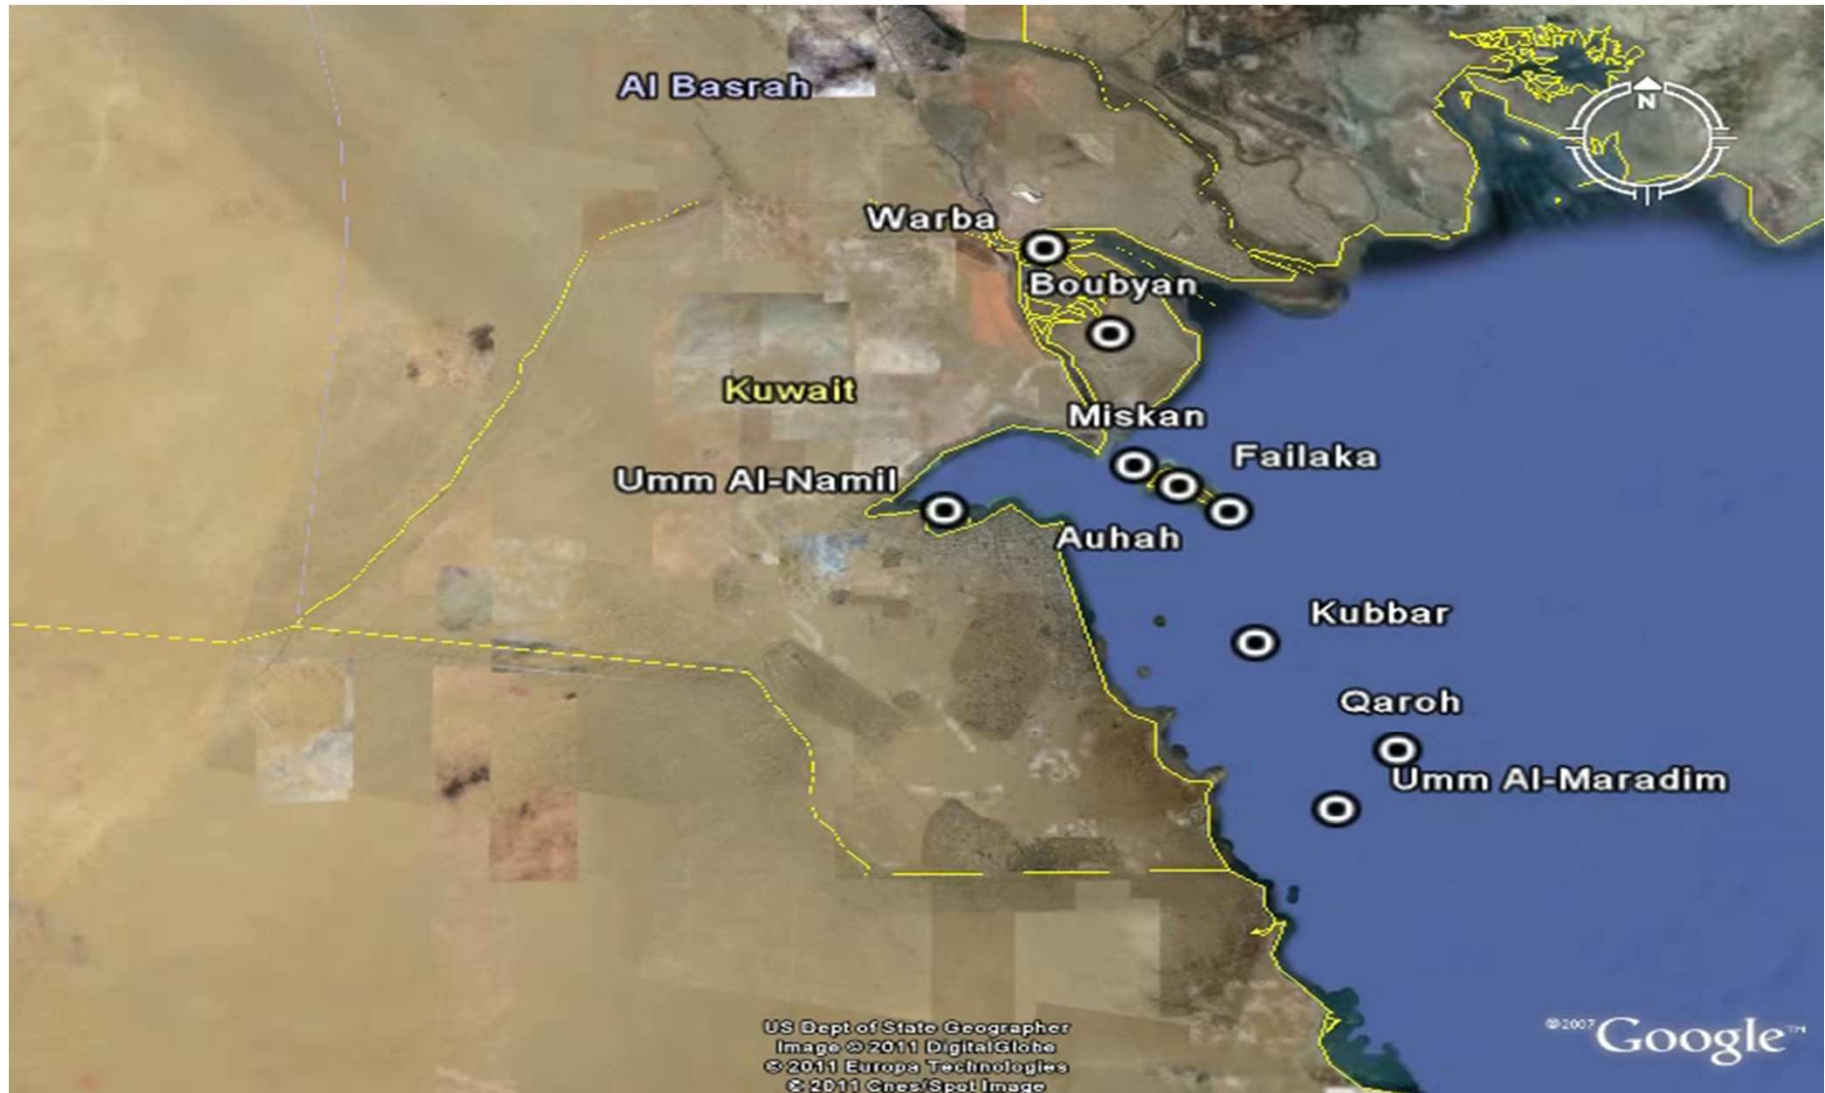 Al Basrah
N
Warba
Boubyan
Kuwait
Miskan
Failaka
Umm Al-Namil
Auhah
Kubbar
Qaroh
Umm Al-Maradim
US Dept of State Geographer
Image © 2011 DigitalGlobe
© 2011 Europa Technologies
© 2011 Cnes/Spot Image
©2007 Google™